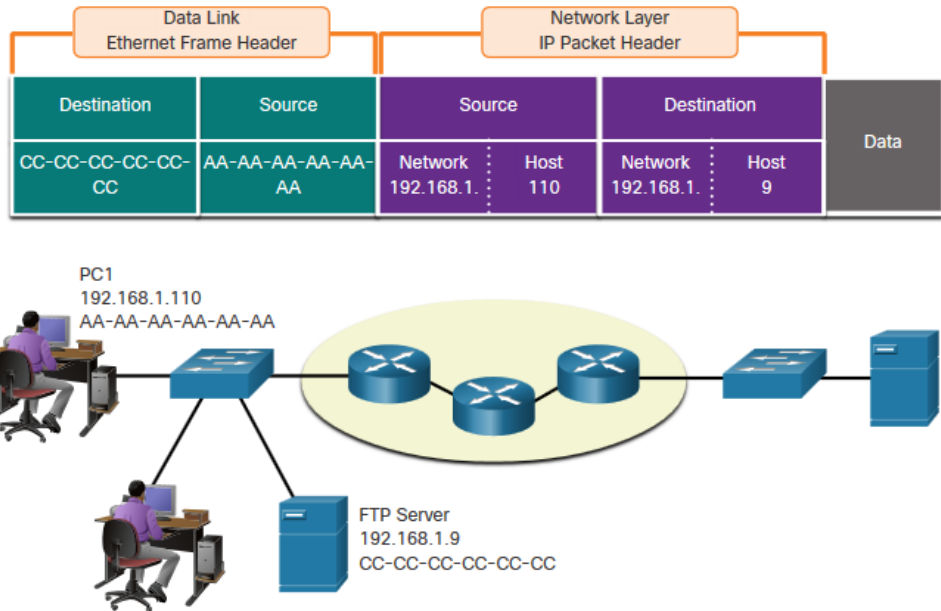 Data Link
Ethernet Frame Header
Network Layer
IP Packet Header
Destination
Source
Source
Destination
Data
CC-CC-CC-CC-CC-
CC
AA-AA-AA-AA-AA-
AA
Network
192.168.1.
Host
110
Network
192.168.1.
Host
9
PC1
192.168.1.110
AA-AA-AA-AA-AA-AA
FTP Server
192.168.1.9
CC-CC-CC-CC-CC-CC